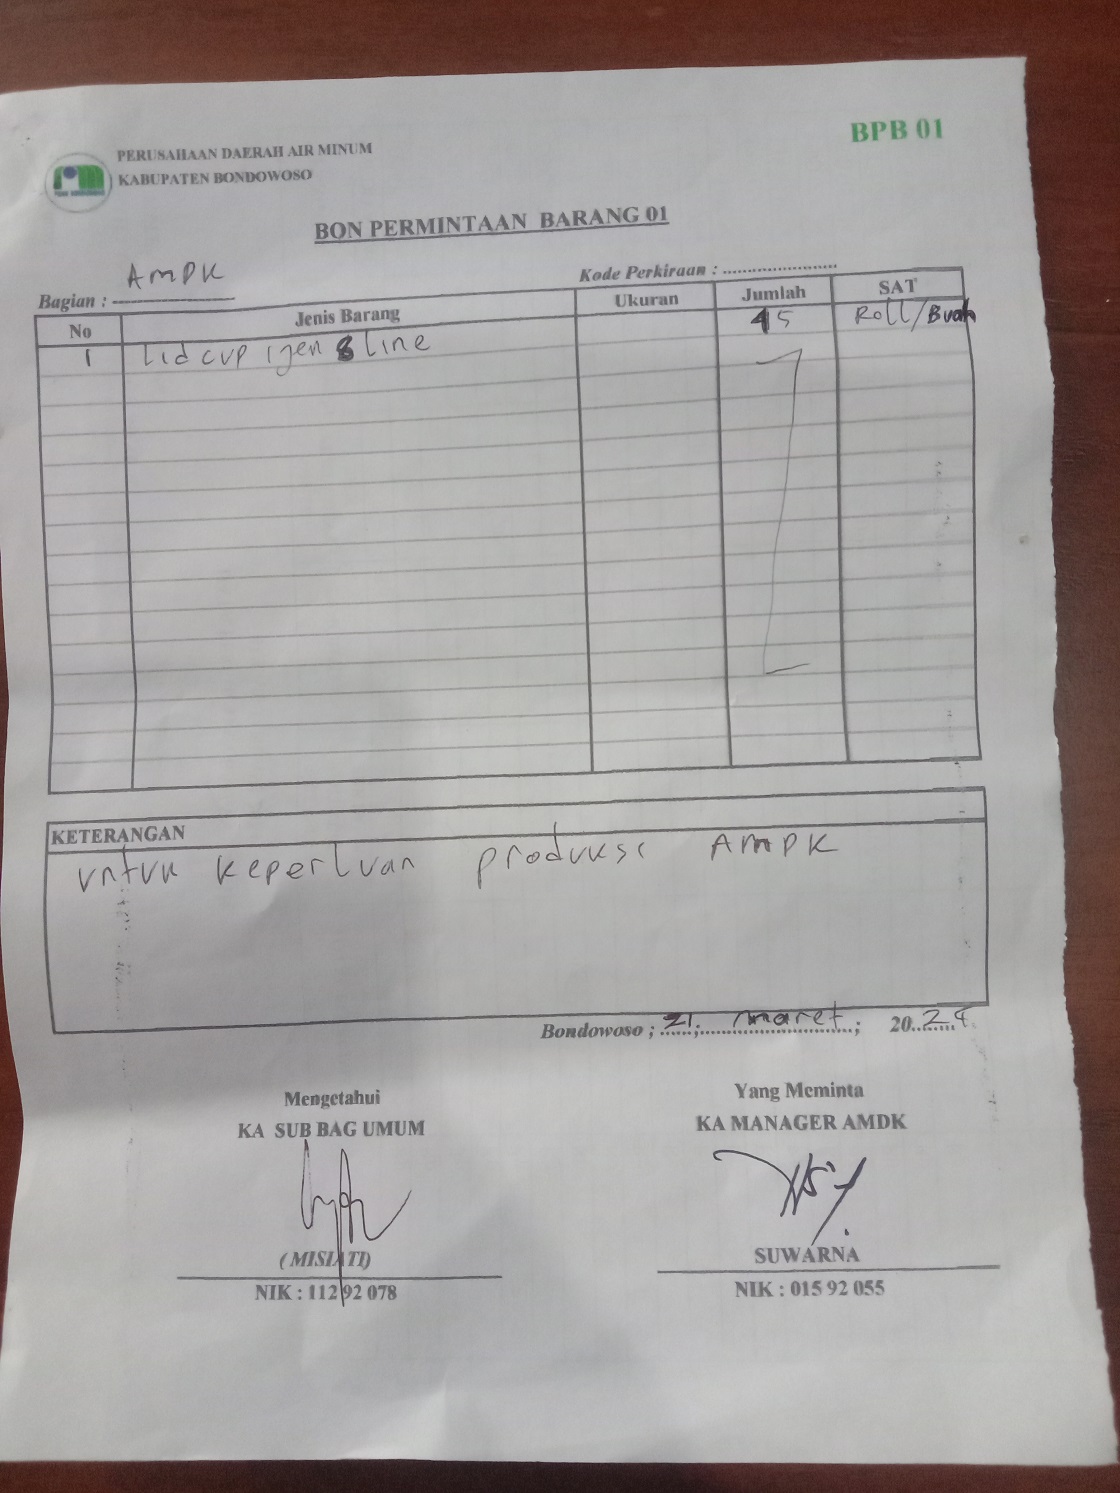 BPB 01
PERUSAHAAN DAERAH AIR MINUM
KABUPATEN BONDOWOSO
BON PERMINTAAN BARANG 01
Bagian : AMDK
Kode Perkiraan : ......................
No Jenis Barang Ukuran Jumlah SAT
1 Lid cup ijen 8 line 45 Roll/Buah
KETERANGAN
untuk keperluan produksi AMDK
Bondowoso ; 21, maret ; 2024.
Mengetahui
KA SUB BAG UMUM
(MISIATI)
NIK : 112 92 078
Yang Meminta
KA MANAGER AMDK
SUWARNA
NIK : 015 92 055